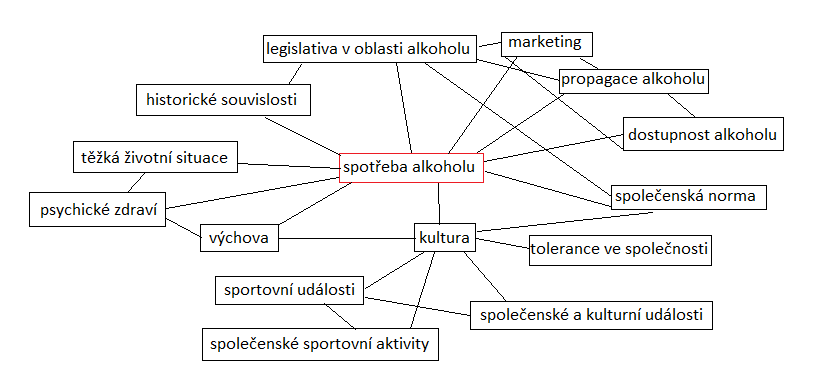 marketing
legislativa v oblasti alkoholu
propagace alkoholu
historické souvislosti
dostupnost alkoholu
těžká životní situace
spotřeba alkoholu
společenská norma
psychické zdraví
výchova
kultura
tolerance ve společnosti
sportovní události
společenské a kulturní události
společenské sportovní aktivity